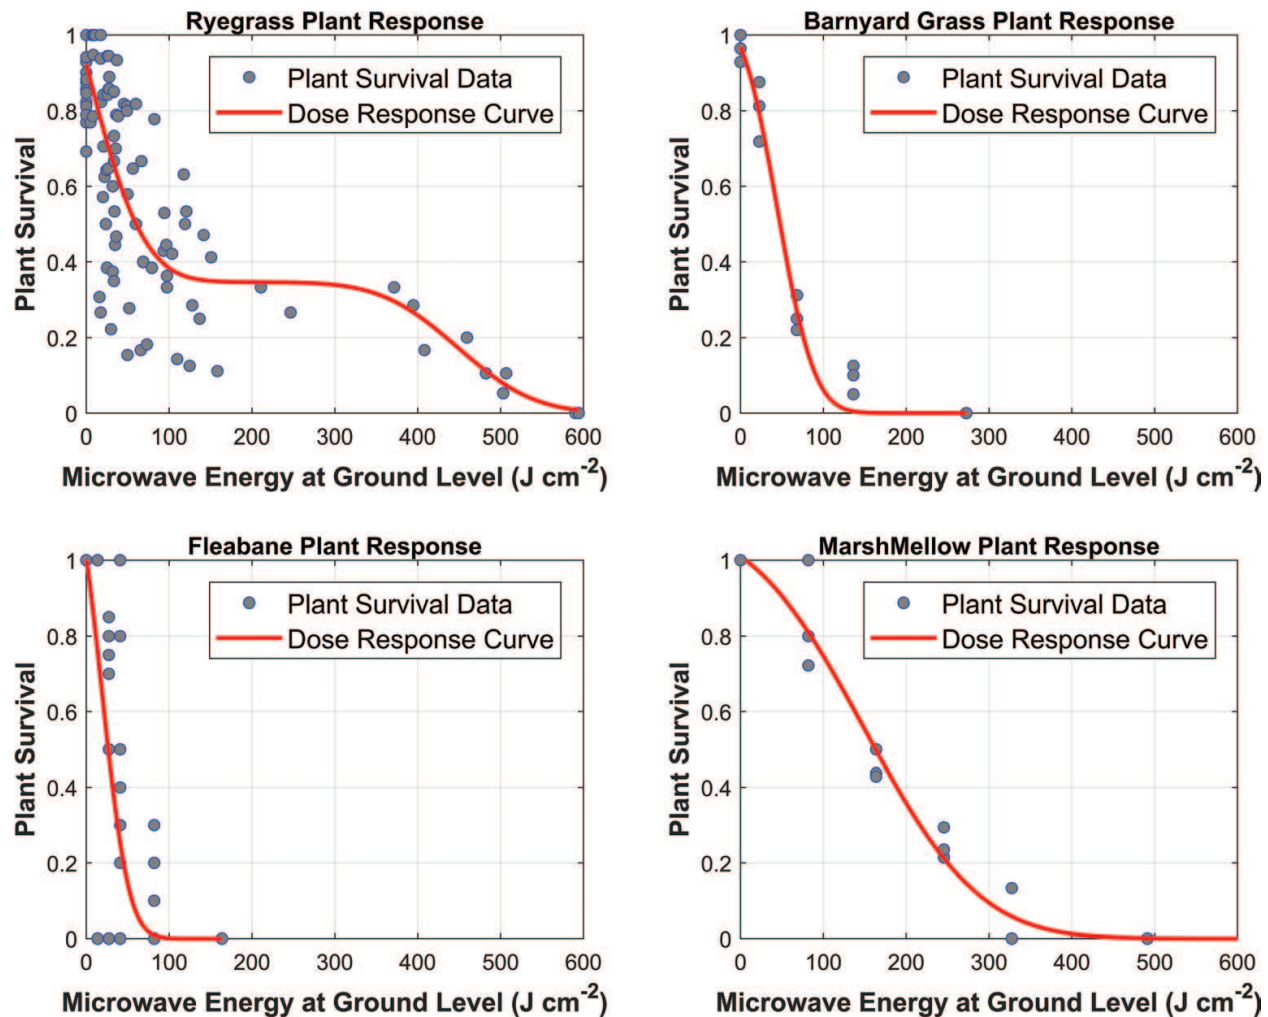 Ryegrass Plant Response
1
0.8
0.6
0.4
0.2
0
Plant Survival
Plant Survival Data
Dose Response Curve
0 100 200 300 400 500 600
Microwave Energy at Ground Level (J cm-2)
Barnyard Grass Plant Response
1
0.8
0.6
0.4
0.2
0
Plant Survival
Plant Survival Data
Dose Response Curve
0 100 200 300 400 500 600
Microwave Energy at Ground Level (J cm-2)
Fleabane Plant Response
1
0.8
0.6
0.4
0.2
0
Plant Survival
Plant Survival Data
Dose Response Curve
0 100 200 300 400 500 600
Microwave Energy at Ground Level (J cm-2)
MarshMellow Plant Response
1
0.8
0.6
0.4
0.2
0
Plant Survival
Plant Survival Data
Dose Response Curve
0 100 200 300 400 500 600
Microwave Energy at Ground Level (J cm-2)